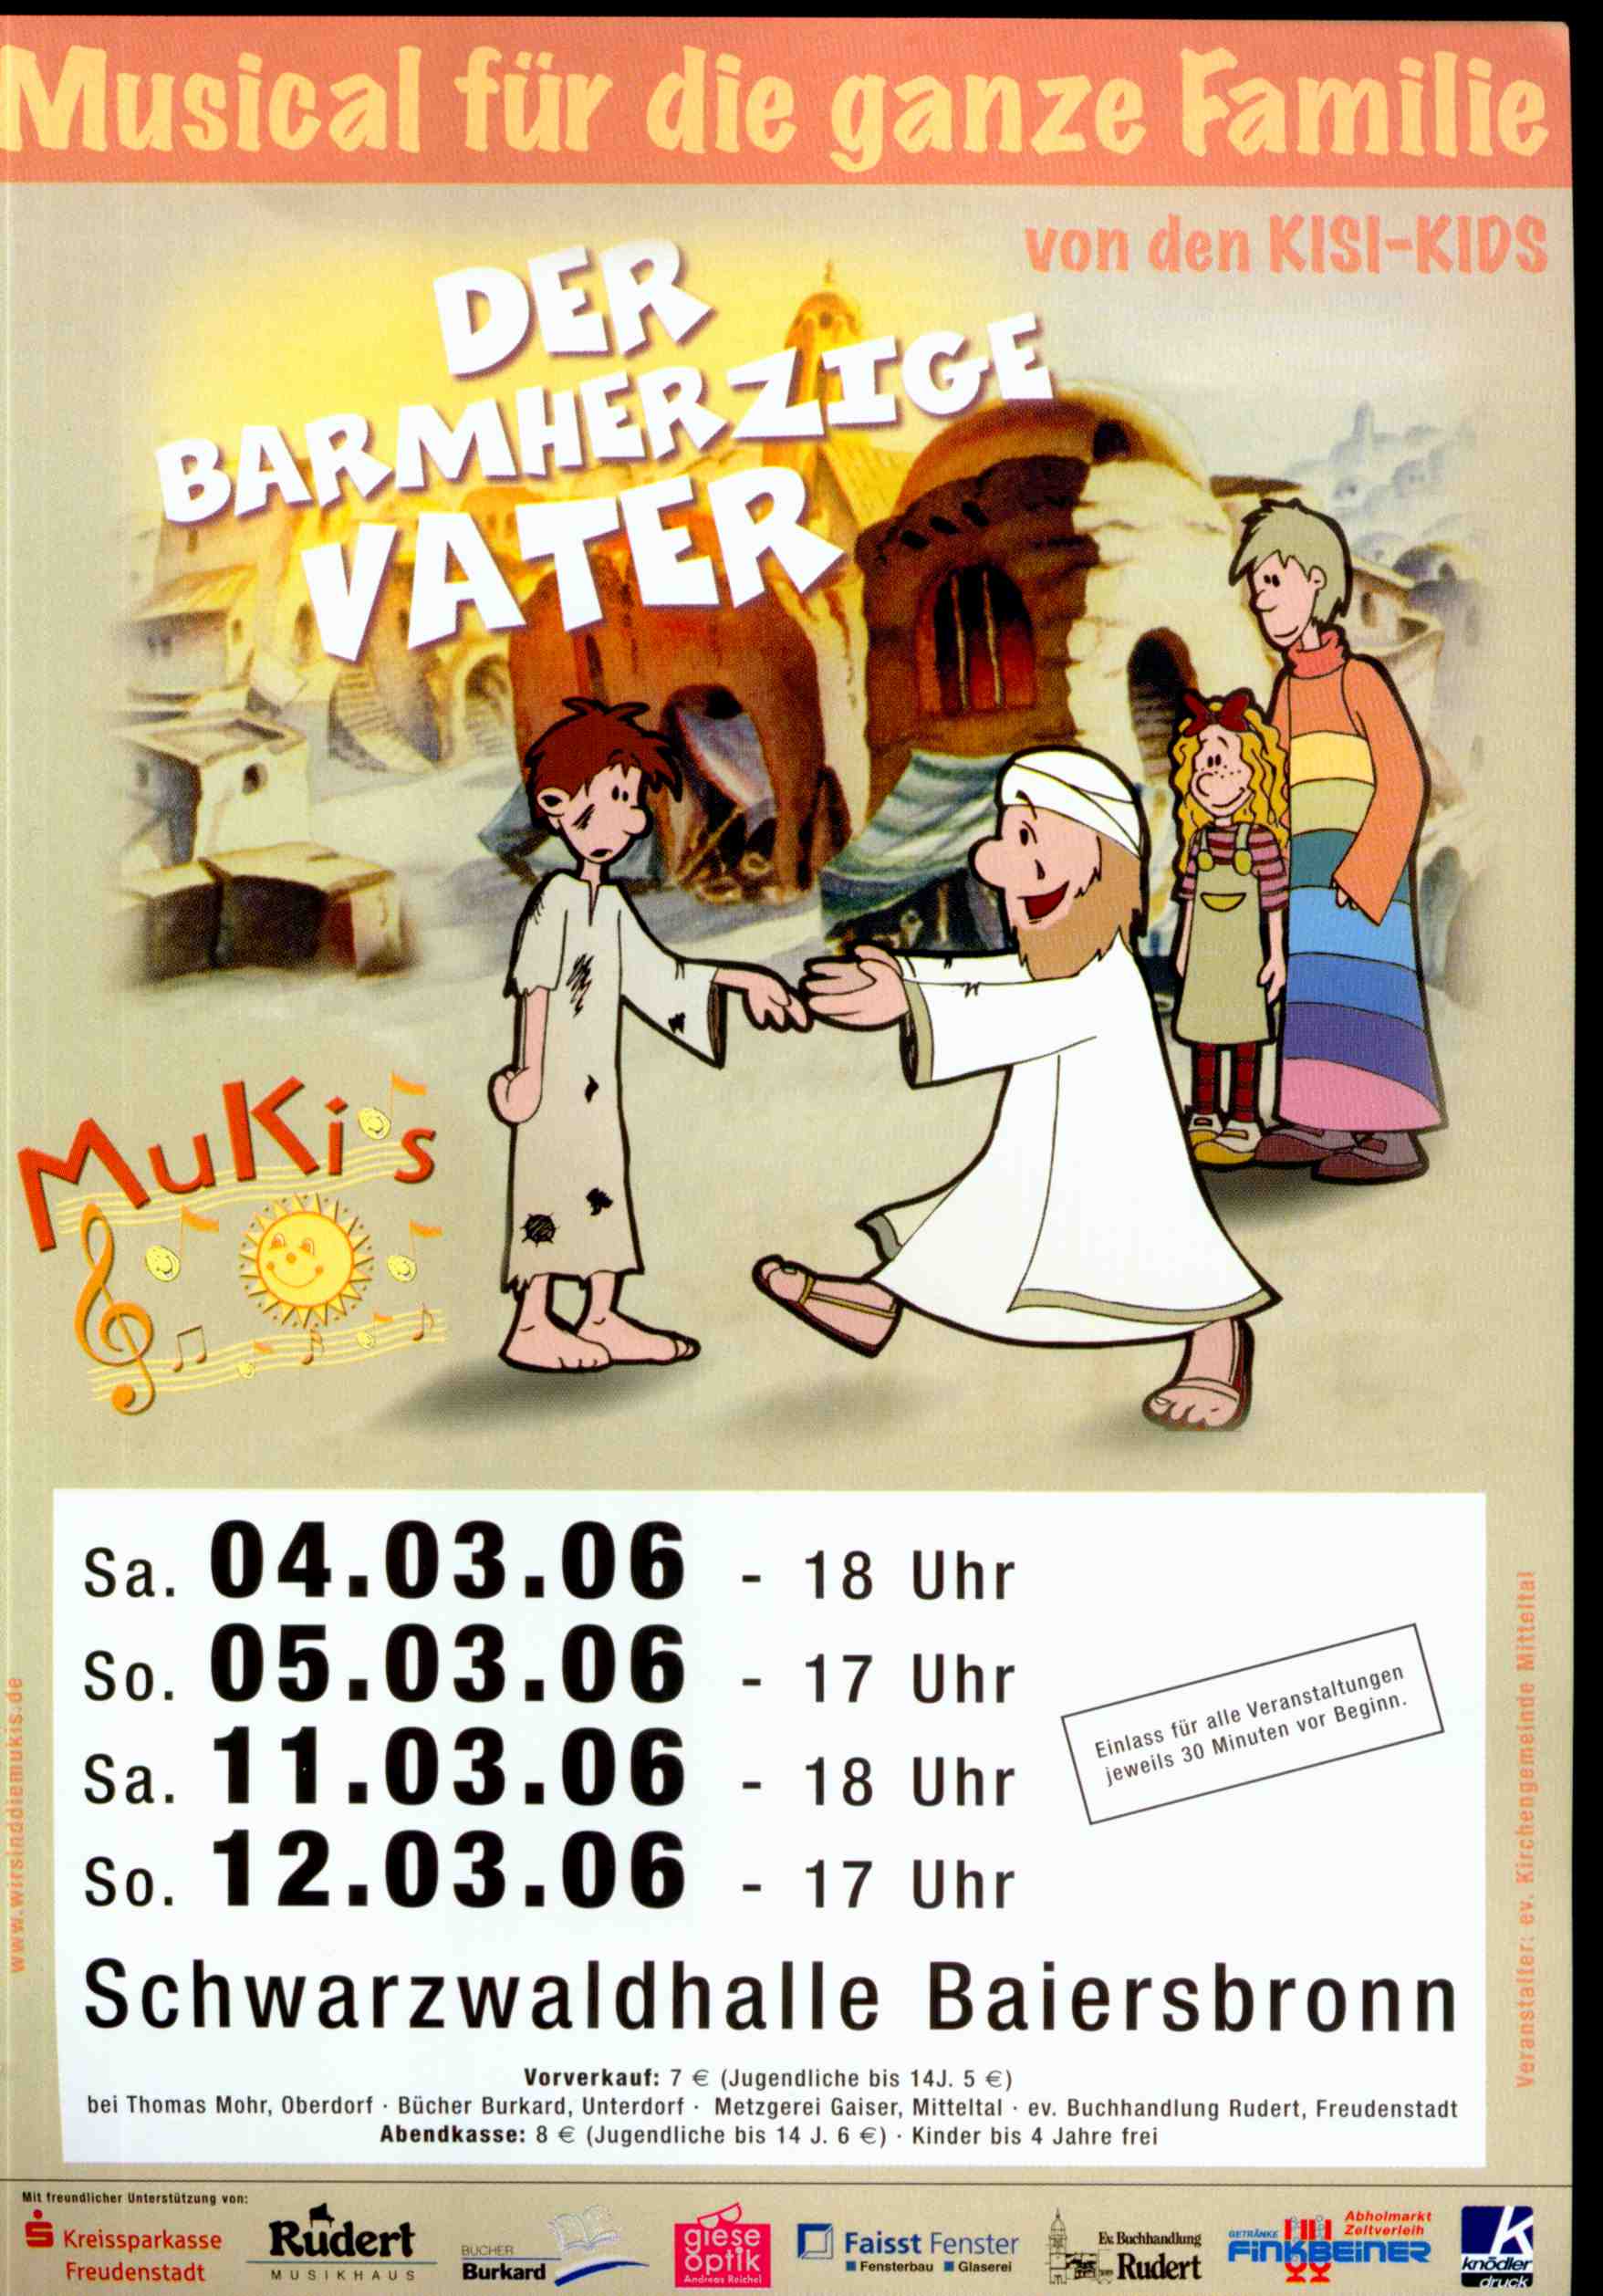 Musical für die ganze Familie
von den KISI-KIDS
DER
BARMHERZIGE
VATER
MuKi's
Sa. 04.03.06 - 18 Uhr
So. 05.03.06 - 17 Uhr
Sa. 11.03.06 - 18 Uhr
So. 12.03.06 - 17 Uhr
Einlass für alle Veranstaltungen
jeweils 30 Minuten vor Beginn.
Schwarzwaldhalle Baiersbronn
Vorverkauf: 7 € (Jugendliche bis 14J. 5 €)
bei Thomas Mohr, Oberdorf · Bücher Burkard, Unterdorf · Metzgerei Gaiser, Mitteltal · ev. Buchhandlung Rudert, Freudenstadt
Abendkasse: 8 € (Jugendliche bis 14 J. 6 €) · Kinder bis 4 Jahre frei
www.wirsinddiemukis.de
Veranstalter: ev. Kirchengemeinde Mitteltal
Mit freundlicher Unterstützung von:
Kreissparkasse
Freudenstadt
Rudert
MUSIKHAUS
BÜCHER
Burkard
giese
optik
Andreas Reichel
Faisst Fenster
Fensterbau Glaserei
Ev. Buchhandlung
Rudert
GETRÄNKE
FINKBEINER
Abholmarkt
Zeltverleih
K
knödler
druck